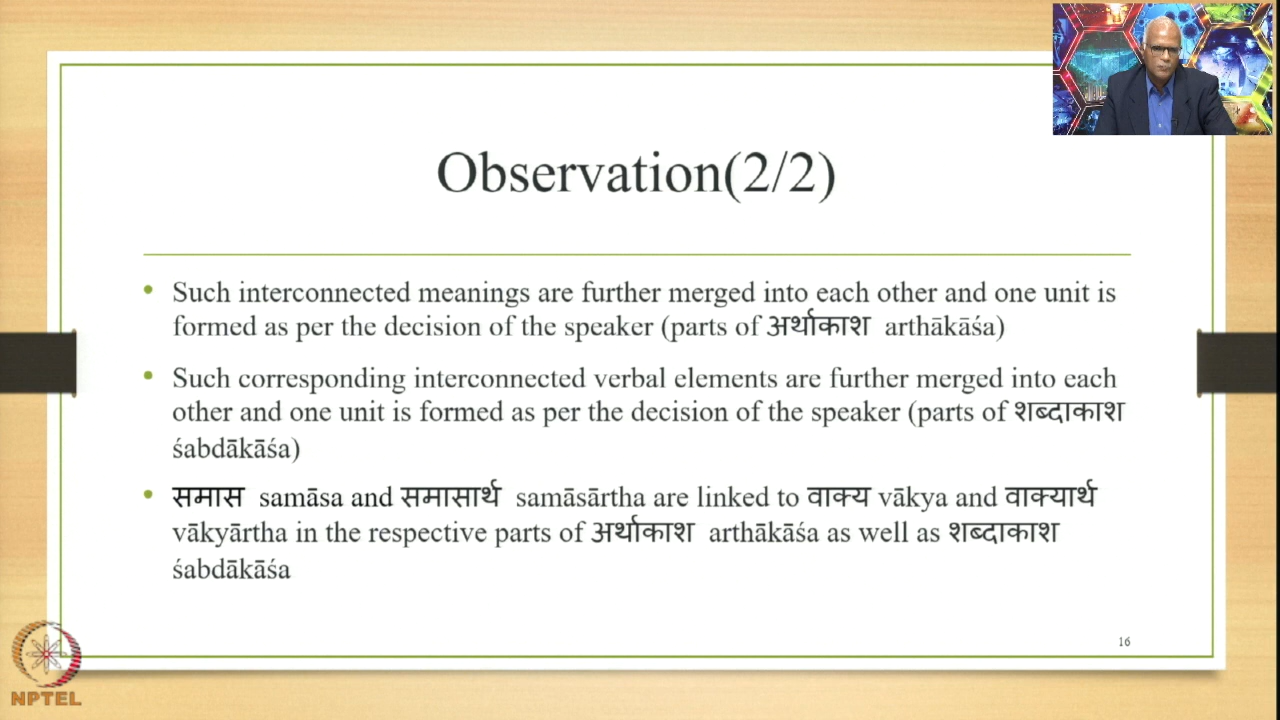 Observation(2/2)
• Such interconnected meanings are further merged into each other and one unit is
formed as per the decision of the speaker (parts of अर्थाकाश arthākāśa)
• Such corresponding interconnected verbal elements are further merged into each
other and one unit is formed as per the decision of the speaker (parts of शब्दाकाश
śabdākāśa)
• समास samāsa and समासार्थ samāsārtha are linked to वाक्य vākya and वाक्यार्थ
vākyārtha in the respective parts of अर्थाकाश arthākāśa as well as शब्दाकाश
śabdākāśa
16
NPTEL